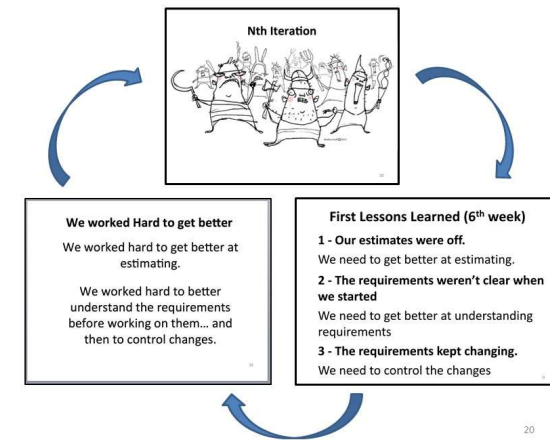 Nth Iteration
First Lessons Learned (6th week)
1 - Our estimates were off.
We need to get better at estimating.
2 - The requirements weren't clear when
we started
We need to get better at understanding
requirements
3 - The requirements kept changing.
We need to control the changes
We worked Hard to get better
We worked hard to get better at
estimating.
We worked hard to better
understand the requirements
before working on them... and
then to control changes.
20